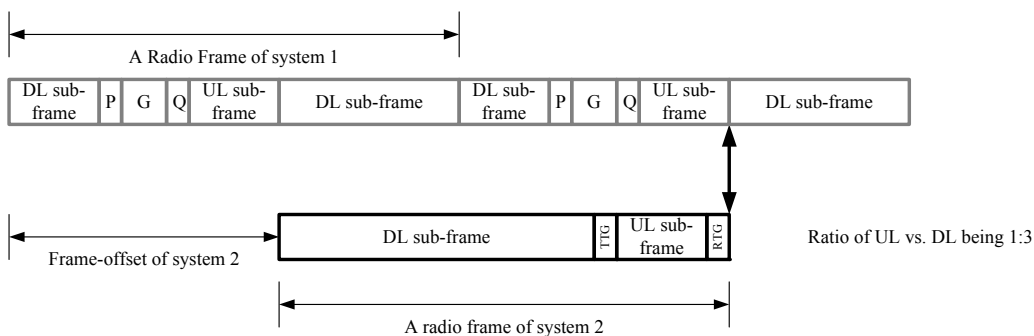 A Radio Frame of system 1
DL sub-
frame
P
G
Q
UL sub-
frame
DL sub-frame
DL sub-
frame
P
G
Q
UL sub-
frame
DL sub-frame
DL sub-frame
TTG
UL sub-
frame
RTG
Ratio of UL vs. DL being 1:3
Frame-offset of system 2
A radio frame of system 2